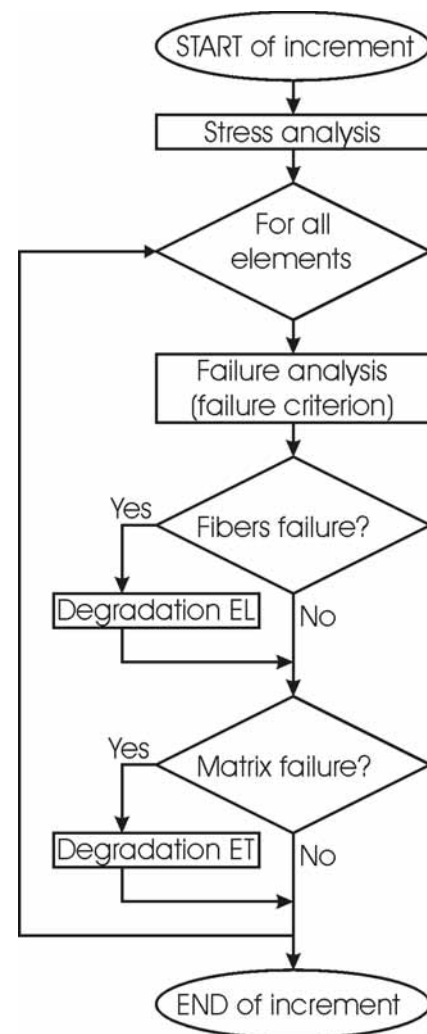 START of increment
Stress analysis
For all
elements
Failure analysis
(failure criterion)
Yes
Fibers failure?
Degradation EL
No
Yes
Matrix failure?
Degradation ET
No
END of increment